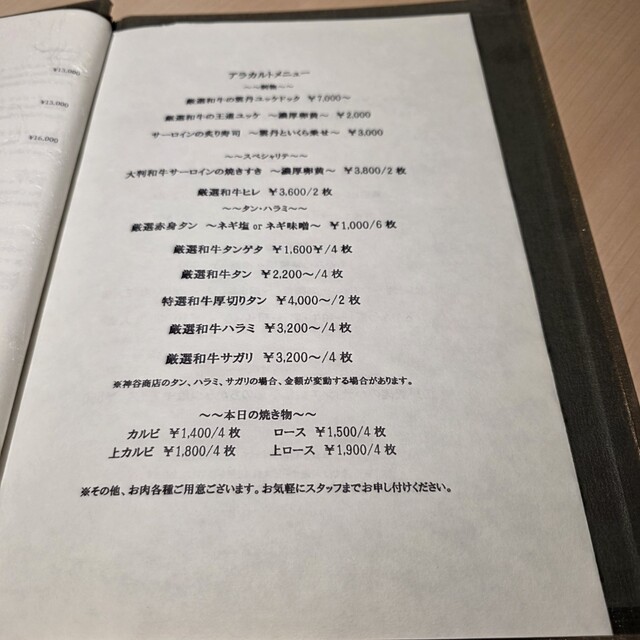 ¥15,000
¥15,000
¥16,000
アラカルトメニュー
厳選和牛の雲丹ユッケドック ¥7,000～
厳選和牛の王道ユッケ ～濃厚卵黄～ ¥2,000
サーロインの炙り寿司 ～雲丹といくら乗せ～ ¥3,000
～～スペシャリテ～～
大判和牛サーロインの焼きすき ～濃厚卵黄～ ¥3,800/2枚
厳選和牛ヒレ ¥3,600/2枚
～～タン・ハラミ～～
厳選赤身タン ～ネギ塩 or ネギ味噌～ ¥1,000/6枚
厳選和牛タンゲタ ¥1,600¥/4枚
厳選和牛タン ¥2,200～/4枚
特選和牛厚切りタン ¥4,000～/2枚
厳選和牛ハラミ ¥3,200～/4枚
厳選和牛サガリ ¥3,200～/4枚
※神谷商店のタン、ハラミ、サガリの場合、金額が変動する場合があります。
～～本日の焼き物～～
カルビ ¥1,400/4枚 ロース ¥1,500/4枚
上カルビ ¥1,800/4枚 上ロース ¥1,900/4枚
※その他、お肉各種ご用意ございます。お気軽にスタッフまでお申し付けください。